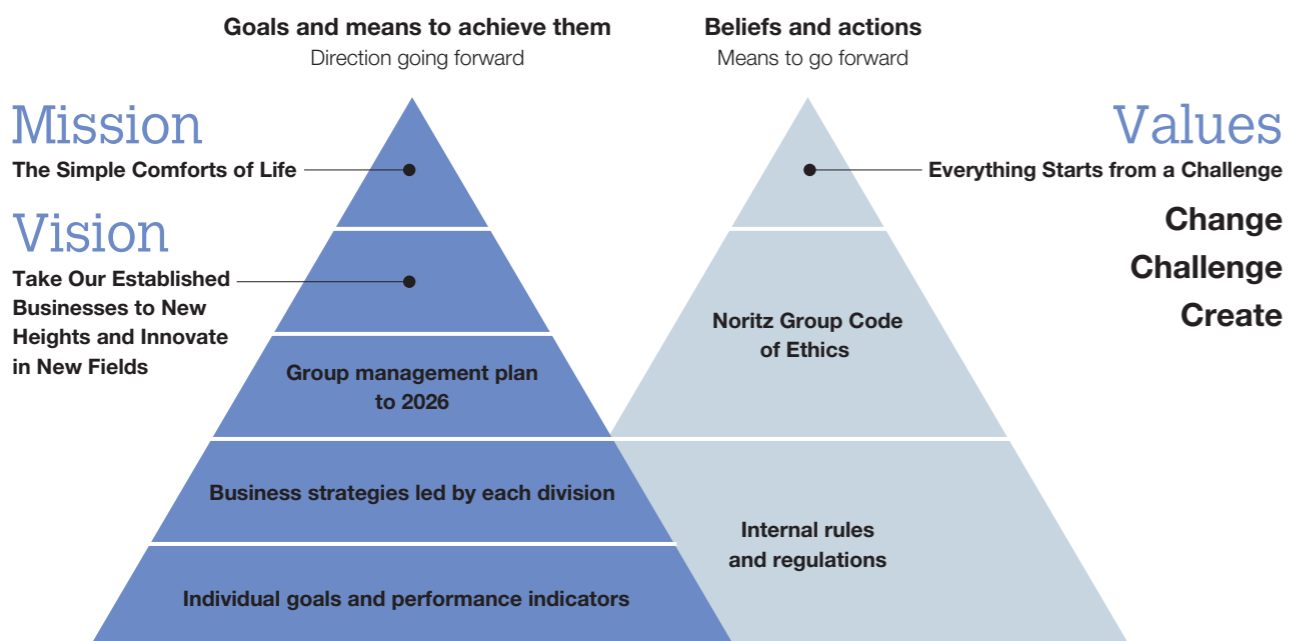 Goals and means to achieve them
Direction going forward
Beliefs and actions
Means to go forward
Mission
The Simple Comforts of Life
Vision
Take Our Established
Businesses to New
Heights and Innovate
in New Fields
Group management plan
to 2026
Business strategies led by each division
Individual goals and performance indicators
Values
Everything Starts from a Challenge
Change
Challenge
Create
Noritz Group Code
of Ethics
Internal rules
and regulations